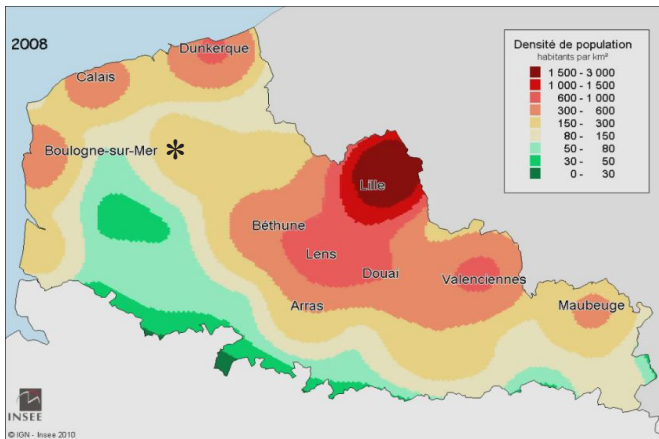 2008
Densité de population
habitants par km²
1 500 - 3 000
1 000 - 1 500
600 - 1 000
300 - 600
150 - 300
80 - 150
50 - 80
30 - 50
0 - 30
Dunkerque
Calais
Boulogne-sur-Mer *
Lille
Béthune
Lens
Douai
Valenciennes
Arras
Maubeuge
INSEE
© IGN - Insee 2010